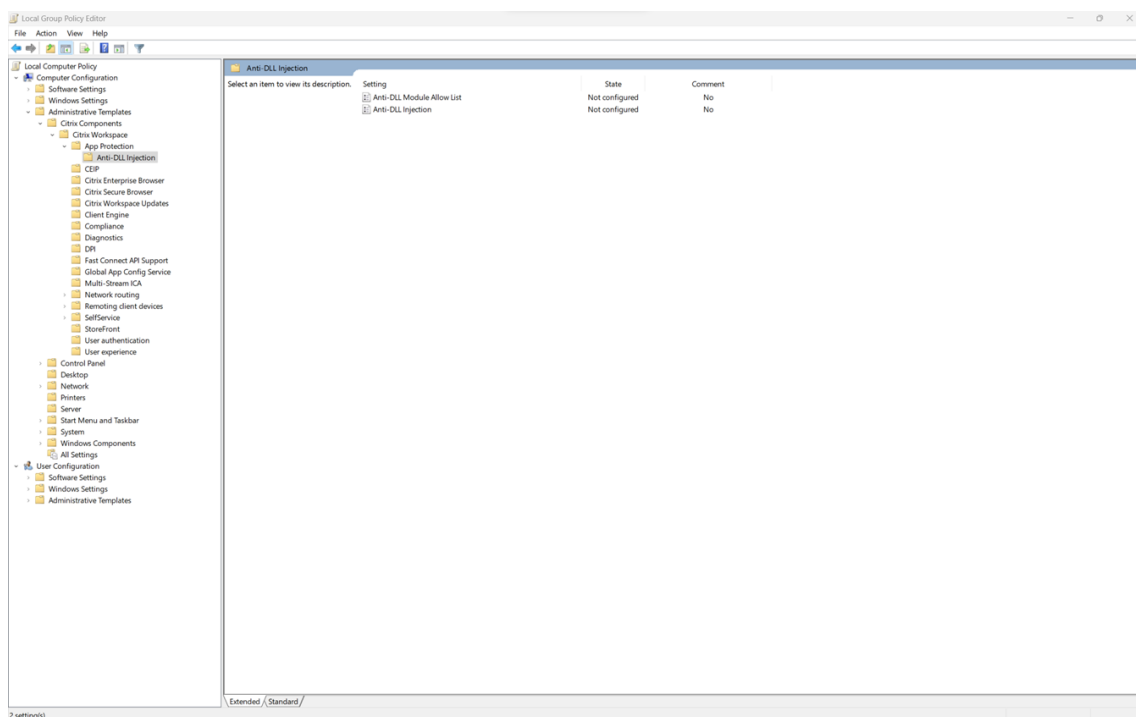 Local Group Policy Editor
File Action View Help
Local Computer Policy
Computer Configuration
Software Settings
Windows Settings
Administrative Templates
Citrix Components
Citrix Workspace
App Protection
Anti-DLL Injection
CEIP
Citrix Enterprise Browser
Citrix Secure Browser
Citrix Workspace Updates
Client Engine
Compliance
Diagnostics
DPI
Fast Connect API Support
Global App Config Service
Multi-Stream ICA
Network routing
Remoting client devices
SelfService
StoreFront
User authentication
User experience
Control Panel
Desktop
Network
Printers
Server
Start Menu and Taskbar
System
Windows Components
All Settings
User Configuration
Software Settings
Windows Settings
Administrative Templates
Anti-DLL Injection
Select an item to view its description.
Setting State Comment
Anti-DLL Module Allow List Not configured No
Anti-DLL Injection Not configured No
Extended Standard
2 setting(s)